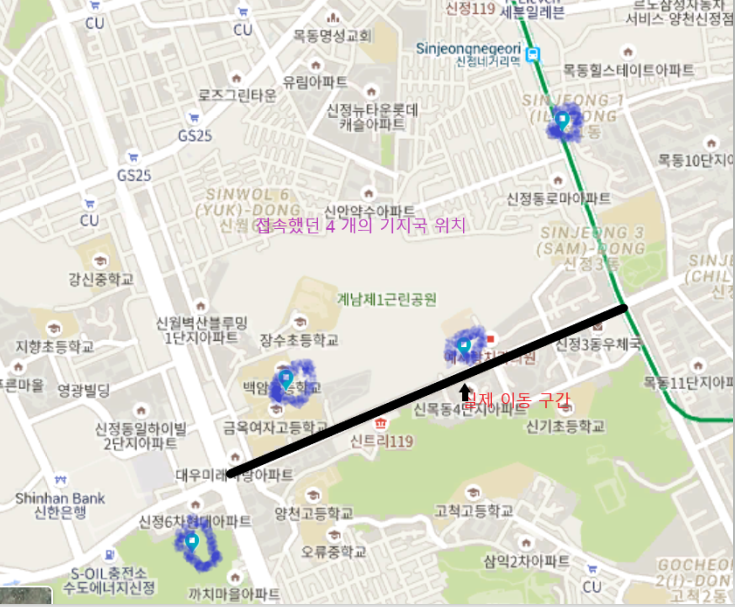 신정119
7-Eleven
세븐일레븐
르노삼성자동차
서비스 양천신정점
CU
CU
목동명성교회
Sinjeongnegeori
신정네거리역
유림아파트
목동힐스테이트아파트
로즈그린타운
신정뉴타운롯데
캐슬아파트
SINJEONG 1
GS25
GS25
목동10단지아
SINWOL 6
(YUK)-DONG
CU
신안약수아파트
신정동로마아파트
접속했던 4 개의 기지국 위치
SINJEONG 3
(SAM)-DONG
신정3동
강신중학교
계남제1근린공원
신월벽산블루밍
1단지아파트
장수초등학교
지향초등학교
신정3동우체국
푸른마을
영광빌딩
목동11단지아
실제 이동 구간
신목동4단지아파트
금옥여자고등학교
신기초등학교
신정동일하이빌
2단지아파트
신트리119
대우미래사랑아파트
Shinhan Bank
신한은행
양천고등학교
고척고등학교
오류중학교
삼익2차아파트
S-OIL충전소
수도에너지신정
까치마을아파트
CU
GOCHEO
2(I)-DON
고척2동